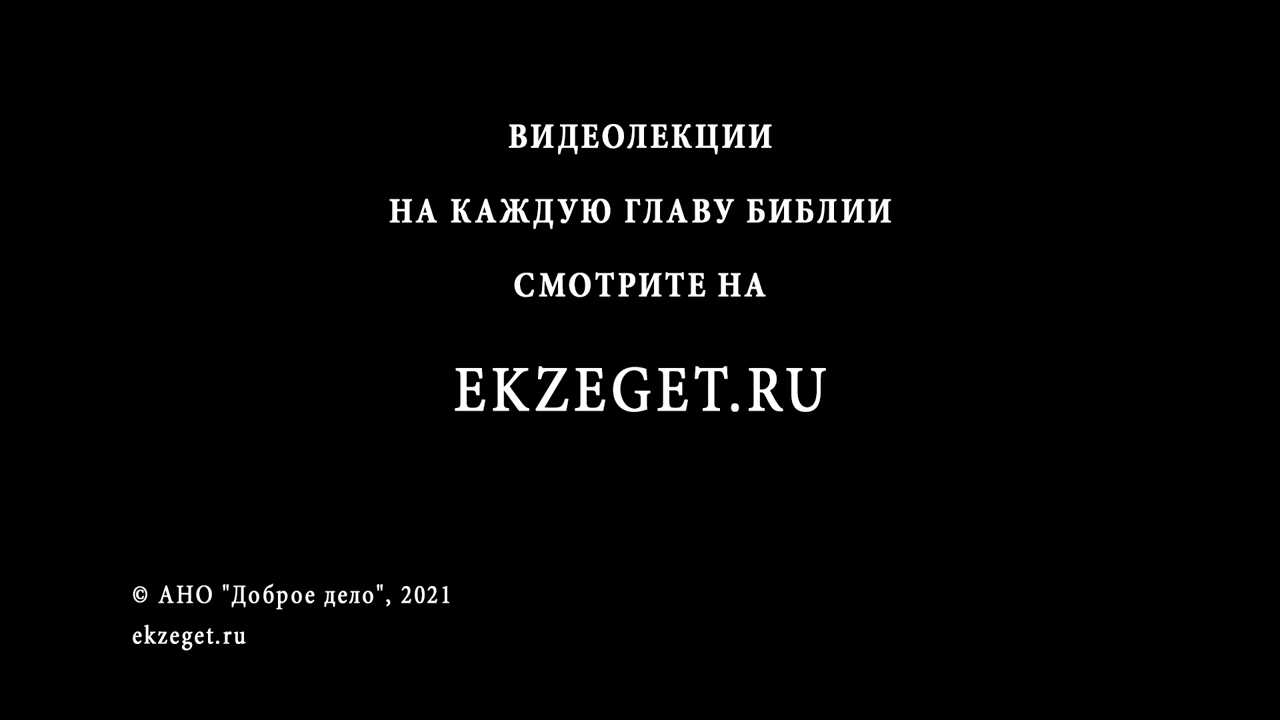 ВИДЕОЛЕКЦИИ
НА КАЖДУЮ ГЛАВУ БИБЛИИ
СМОТРИТЕ НА
EKZEGET.RU
© АНО "Доброе дело", 2021
ekzeget.ru